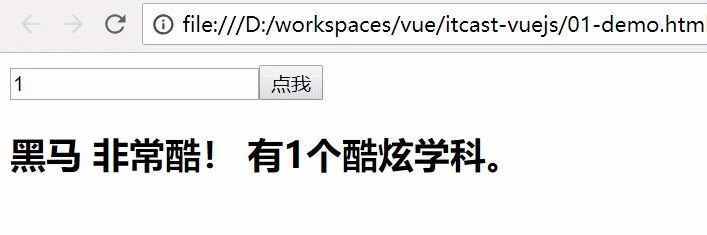 file:///D:/workspaces/vue/itcast-vuejs/01-demo.html
1 点我
黑马 非常酷！ 有1个酷炫学科。